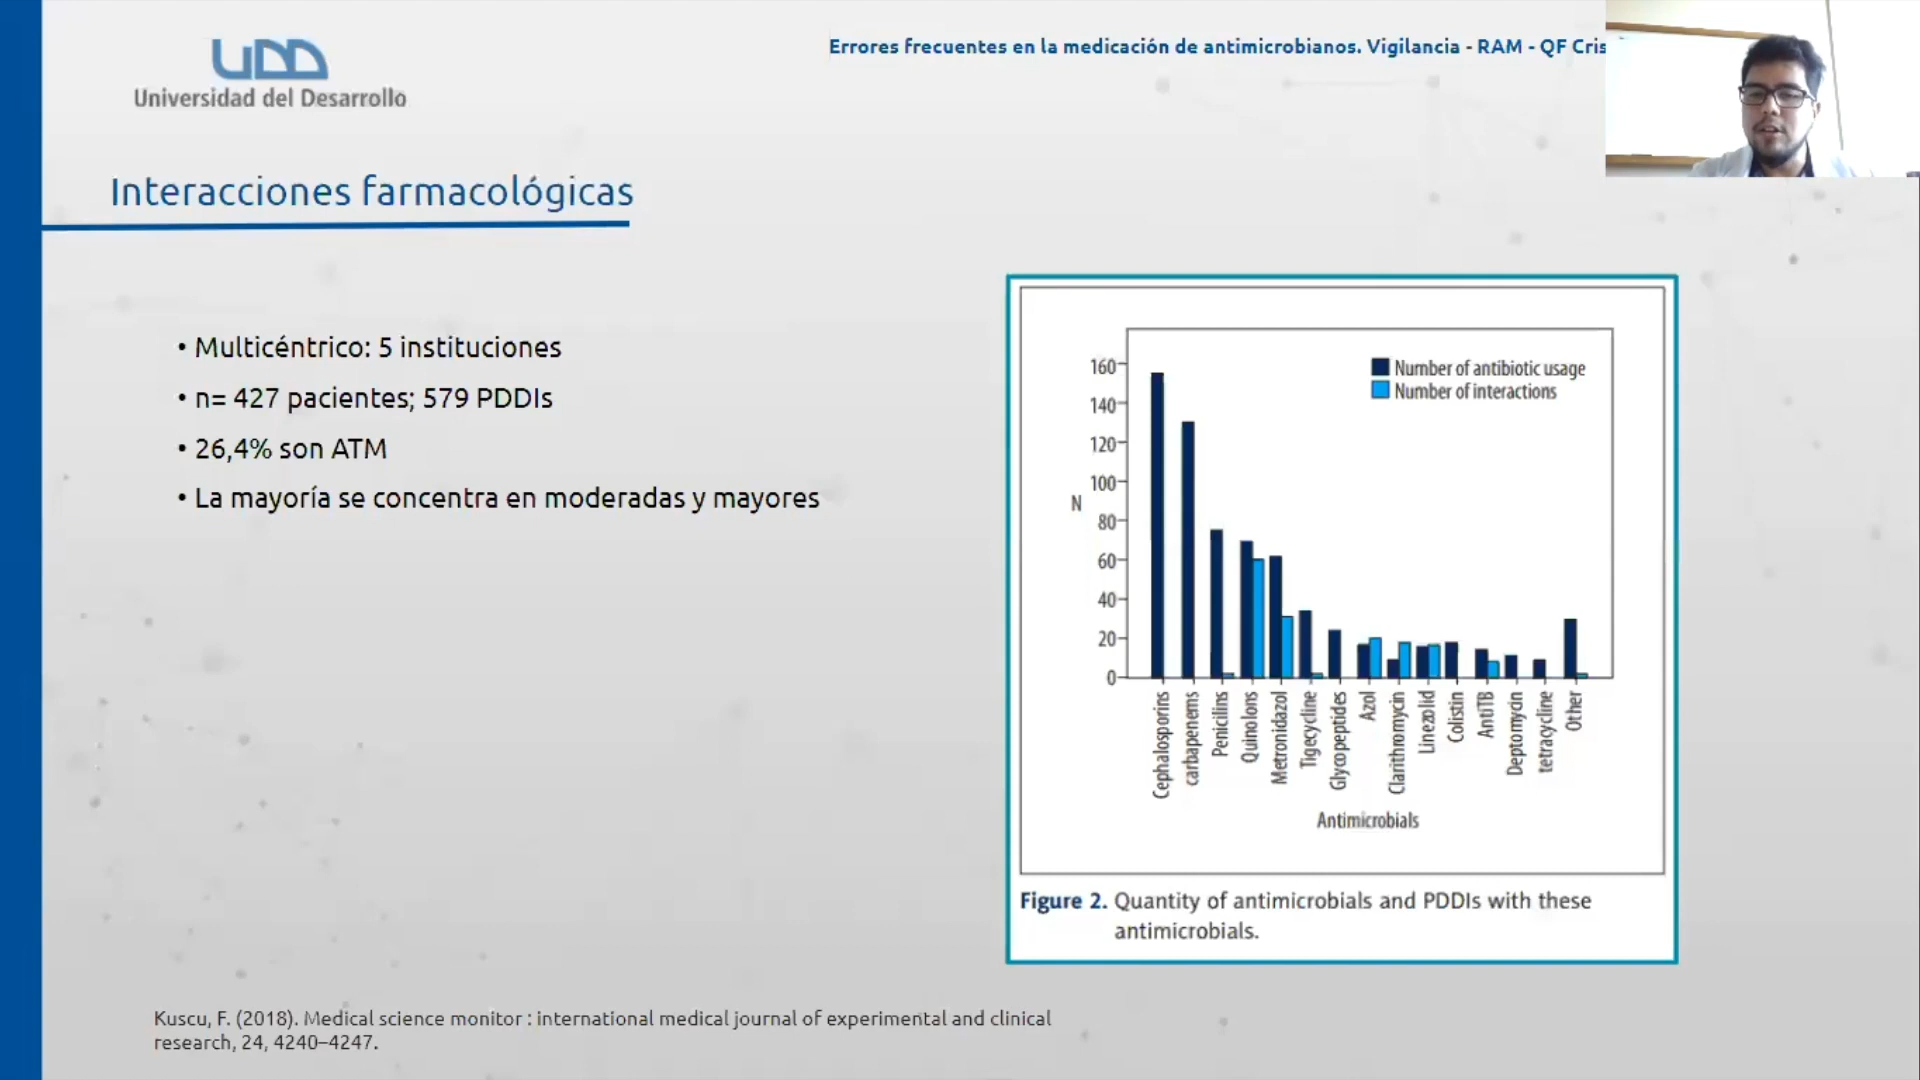 UDD
Universidad del Desarrollo
Errores frecuentes en la medicación de antimicrobianos. Vigilancia - RAM - QF Cris
Interacciones farmacológicas
• Multicéntrico: 5 instituciones
• n= 427 pacientes; 579 PDDIs
• 26,4% son ATM
• La mayoría se concentra en moderadas y mayores
Number of antibiotic usage
Number of interactions
160
140
120
100
80
60
40
20
0
N
Cephalosporins
carbapenems
Penicilins
Quinolons
Metronidazol
Tigecycline
Glycopeptides
Azol
Clarithromycin
Linezolid
Colistin
AntiTB
Deptomycin
tetracycline
Other
Antimicrobials
Figure 2. Quantity of antimicrobials and PDDIs with these
antimicrobials.
Kuscu, F. (2018). Medical science monitor : international medical journal of experimental and clinical
research, 24, 4240–4247.